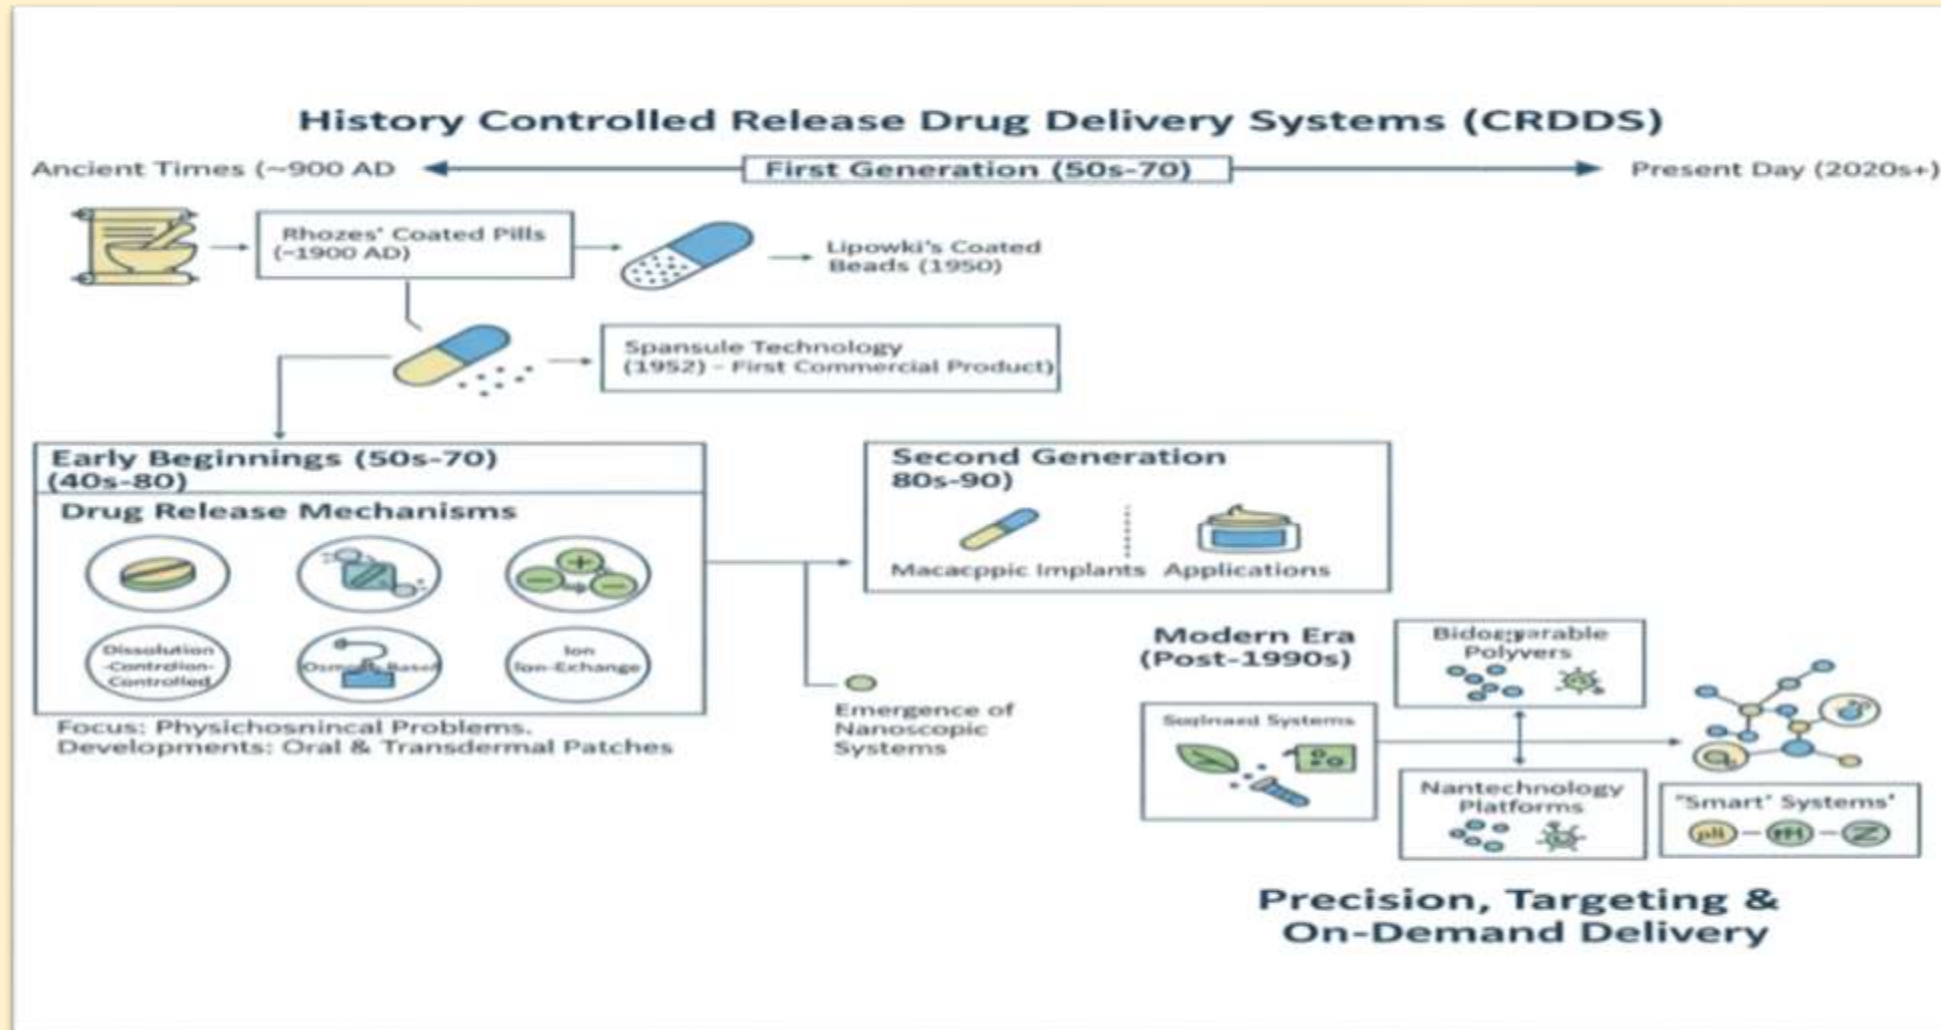 History Controlled Release Drug Delivery Systems (CRDDS)
Ancient Times (~900 AD
First Generation (50s-70)
Present Day (2020s+)
Rhozes' Coated Pills
(~1900 AD)
Lipowki's Coated
Beads (1950)
Spansule Technology
(1952) - First Commercial Product)
Early Beginnings (50s-70)
(40s-80)
Drug Release Mechanisms
Dissolution
-Contrelion-
Controlled
Based
Ion
Ion-Exchange
Focus: Physichosnincal Problems.
Developments: Oral & Transdermal Patches
Second Generation
80s-90)
Macacppic Implants
Applications
Emergence of
Nanoscopic
Systems
Modern Era
(Post-1990s)
Systems
Polyvers
Nantechnology
Platforms
"Smart' Systems'
pH
Z
Precision, Targeting &
On-Demand Delivery